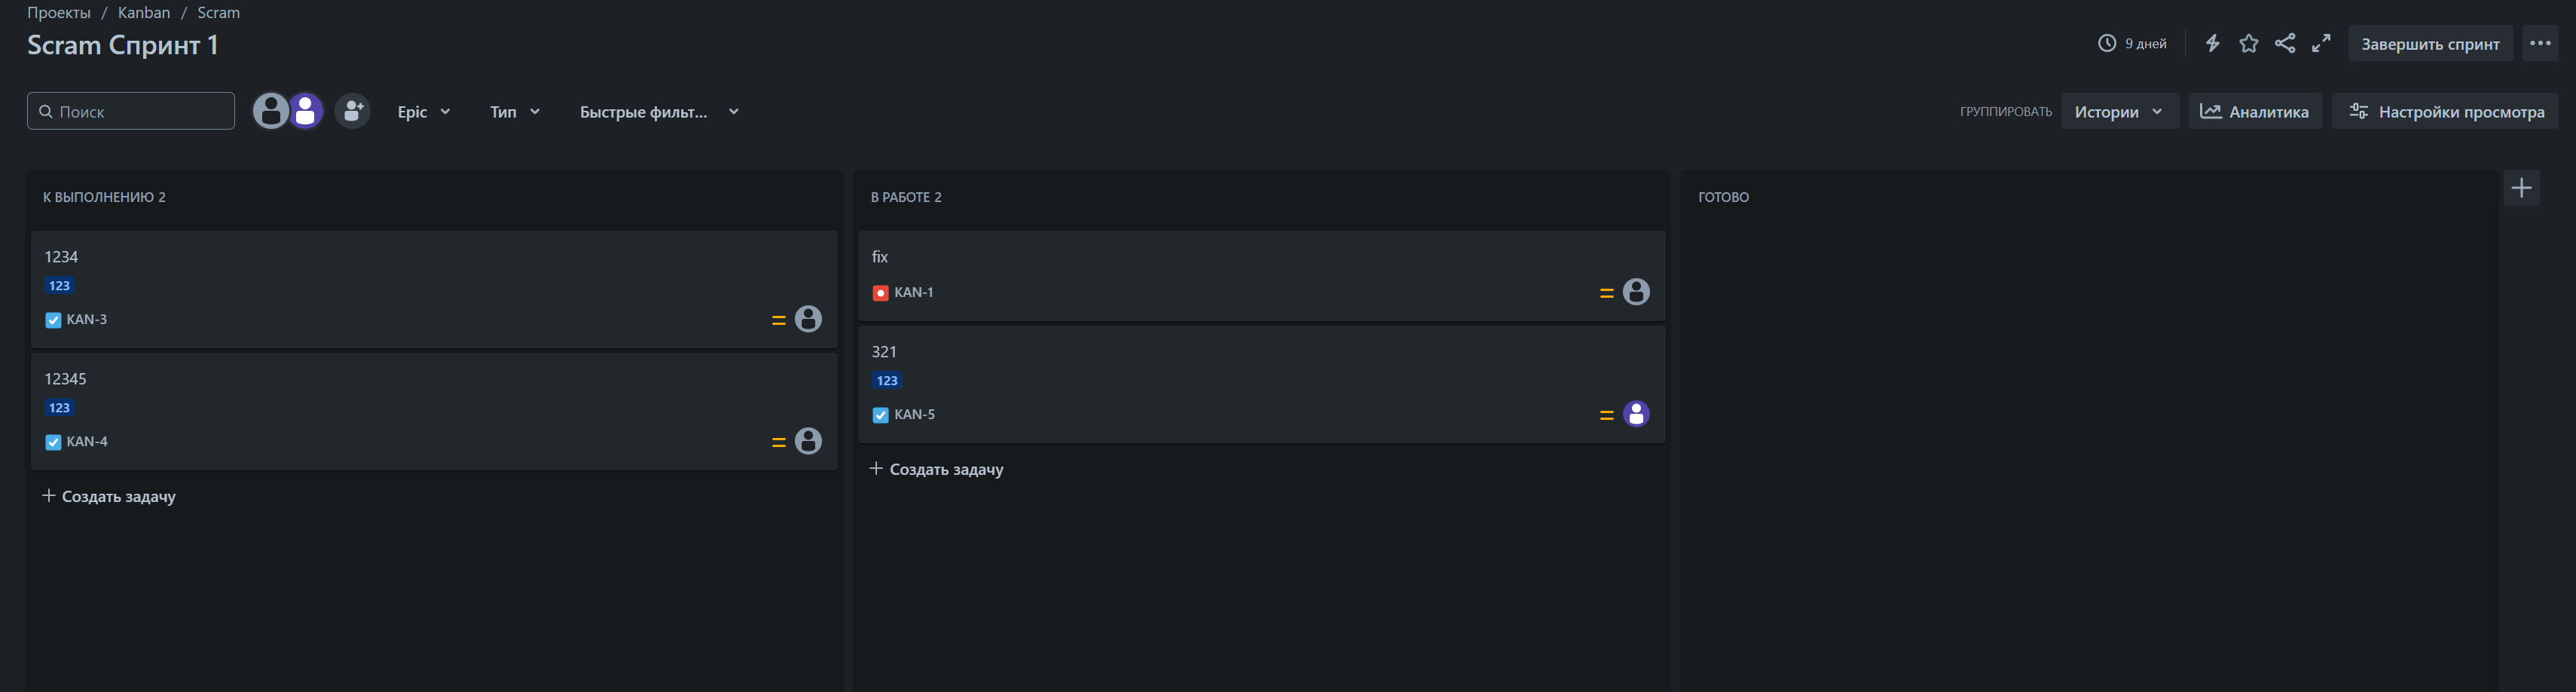 Проекты / Kanban / Scram
Scram Спринт 1
9 дней
Завершить спринт
Поиск
Epic
Тип
Быстрые фильт...
ГРУППИРОВАТЬ
Истории
Аналитика
Настройки просмотра
К ВЫПОЛНЕНИЮ 2
1234
123
KAN-3
12345
123
KAN-4
+ Создать задачу
В РАБОТЕ 2
fix
KAN-1
321
123
KAN-5
+ Создать задачу
ГОТОВО